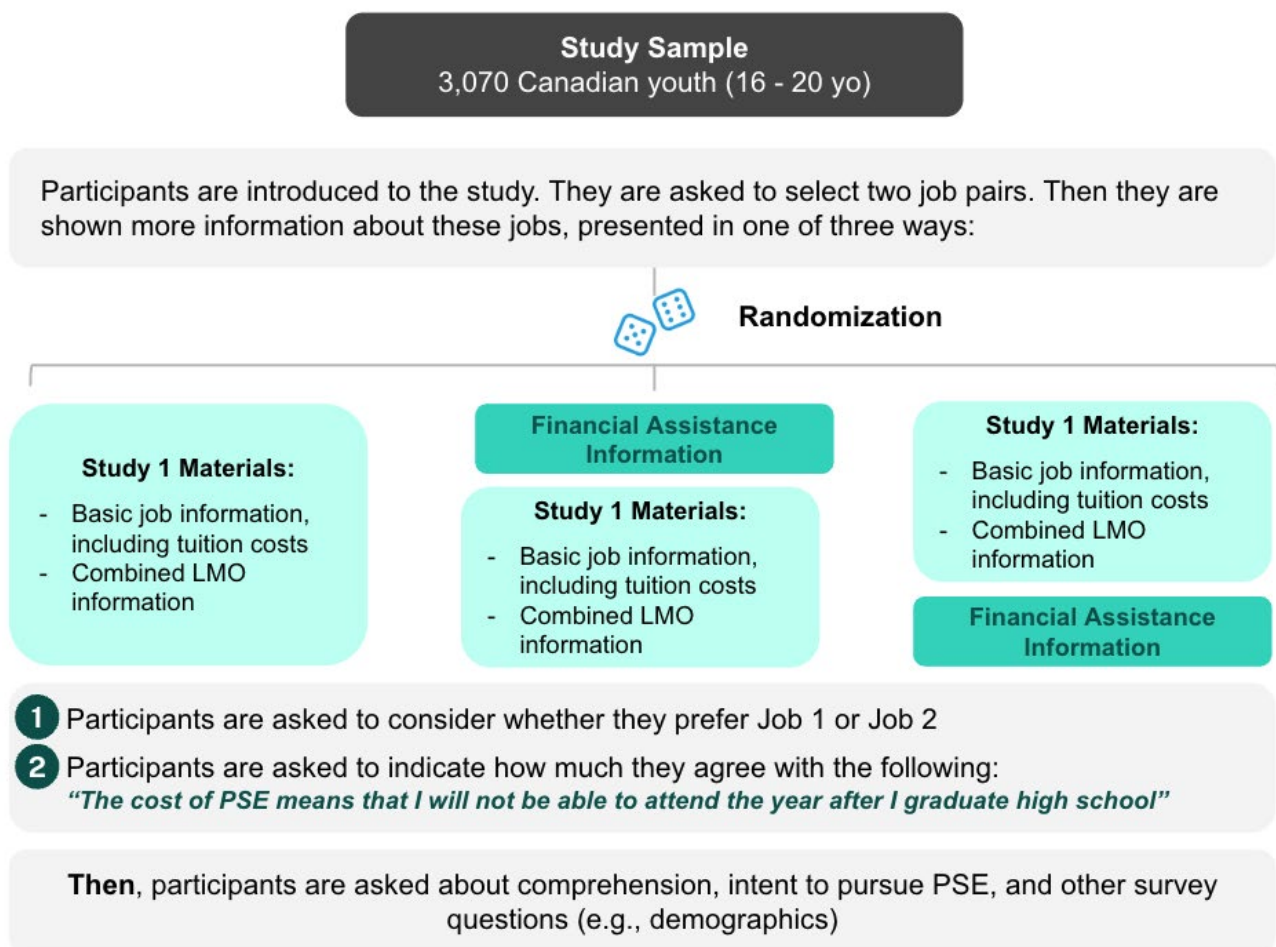 Study Sample
3,070 Canadian youth (16 - 20 yo)
Participants are introduced to the study. They are asked to select two job pairs. Then they are
shown more information about these jobs, presented in one of three ways:
Randomization
Study 1 Materials:
- Basic job information,
including tuition costs
- Combined LMO
information
Financial Assistance
Information
Study 1 Materials:
- Basic job information,
including tuition costs
- Combined LMO
information
Study 1 Materials:
- Basic job information,
including tuition costs
- Combined LMO
information
Financial Assistance
Information
1 Participants are asked to consider whether they prefer Job 1 or Job 2
2 Participants are asked to indicate how much they agree with the following:
“The cost of PSE means that I will not be able to attend the year after I graduate high school”
Then, participants are asked about comprehension, intent to pursue PSE, and other survey
questions (e.g., demographics)